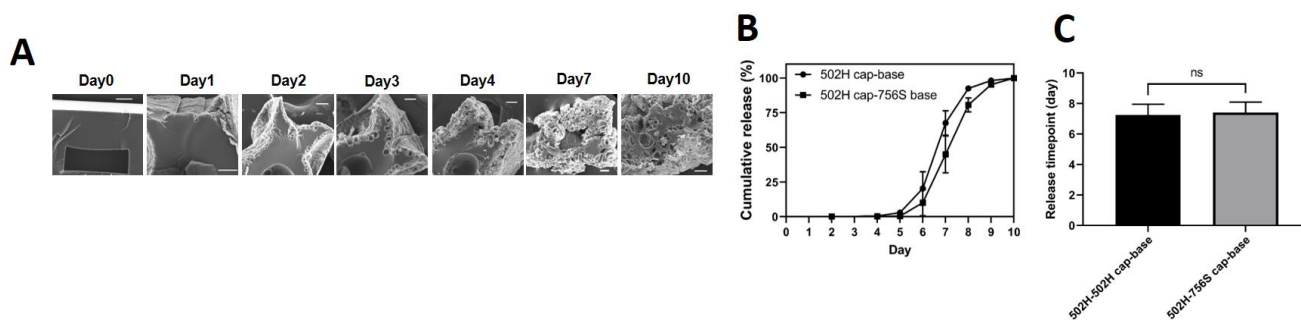 A
Day0 Day1 Day2 Day3 Day4 Day7 Day10
B
Cumulative release (%)
100
75
50
25
0
502H cap-base
502H cap-756S base
0 1 2 3 4 5 6 7 8 9 10
Day
C
Release timepoint (day)
10
8
6
4
2
0
ns
502H-502H cap-base
502H-756S cap-base